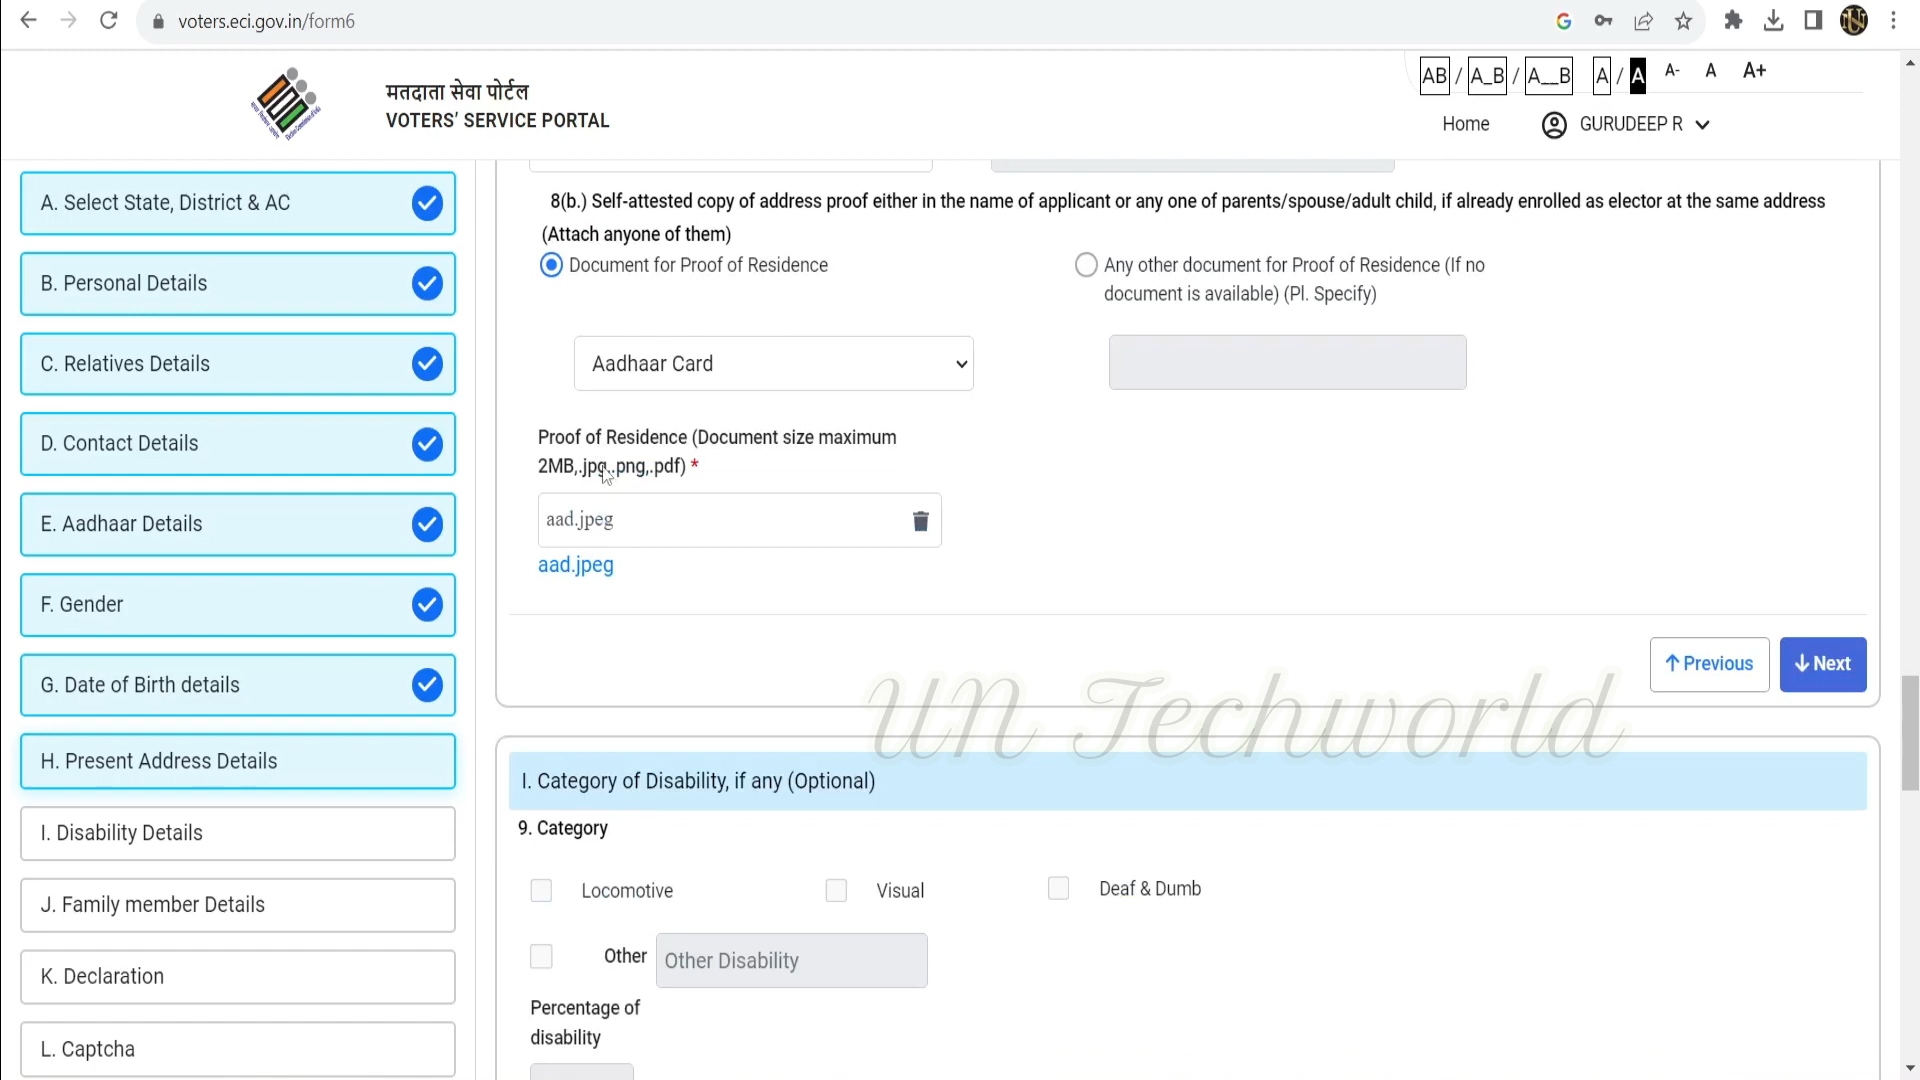 voters.eci.gov.in/form6
मतदाता सेवा पोर्टल
VOTERS’ SERVICE PORTAL
AB / A_B / A__B A / A A- A A+
Home GURUDEEP R
A. Select State, District & AC
B. Personal Details
C. Relatives Details
D. Contact Details
E. Aadhaar Details
F. Gender
G. Date of Birth details
H. Present Address Details
I. Disability Details
J. Family member Details
K. Declaration
L. Captcha
8(b.) Self-attested copy of address proof either in the name of applicant or any one of parents/spouse/adult child, if already enrolled as elector at the same address
(Attach anyone of them)
Document for Proof of Residence
Any other document for Proof of Residence (If no
document is available) (Pl. Specify)
Aadhaar Card
Proof of Residence (Document size maximum
2MB,.jpg,.png,.pdf) *
aad.jpeg
aad.jpeg
Previous Next
UN Techworld
I. Category of Disability, if any (Optional)
9. Category
Locomotive Visual Deaf & Dumb
Other Other Disability
Percentage of
disability